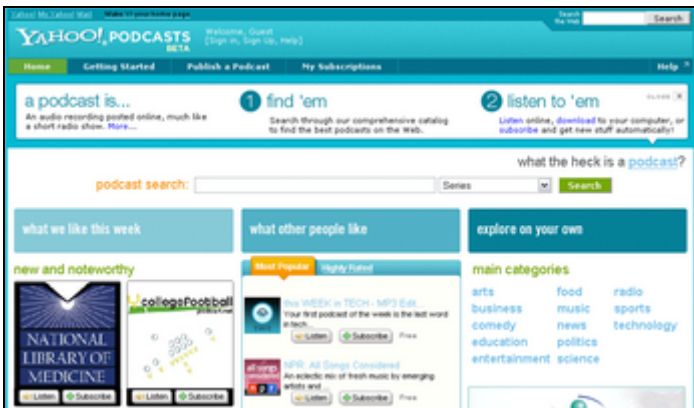 Yahoo! My Yahoo! Mail Make Y! your home page
Search the Web Search
YAHOO! PODCASTS
BETA
Welcome, Guest
[Sign in, Sign Up, Help]
Home Getting Started Publish a Podcast My Subscriptions Help
a podcast is...
An audio recording posted online, much like
a short radio show. More...
1 find 'em
Search through our comprehensive catalog
to find the best podcasts on the Web.
2 listen to 'em
CLOSE X
Listen online, download to your computer, or
subscribe and get new stuff automatically!
what the heck is a podcast?
podcast search: Series Search
what we like this week
new and noteworthy
NATIONAL
LIBRARY OF
MEDICINE
Listen Subscribe
collegefootball
Listen Subscribe
what other people like
Most Popular Highly Rated
this WEEK in TECH - MP3 Edit...
Your first podcast of the week is the last word
in tech...
Listen Subscribe Free
all songs
considered
npr
NPR: All Songs Considered
An eclectic mix of fresh music by emerging
artists and
Listen Subscribe Free
explore on your own
main categories
arts food radio
business music sports
comedy news technology
education politics
entertainment science